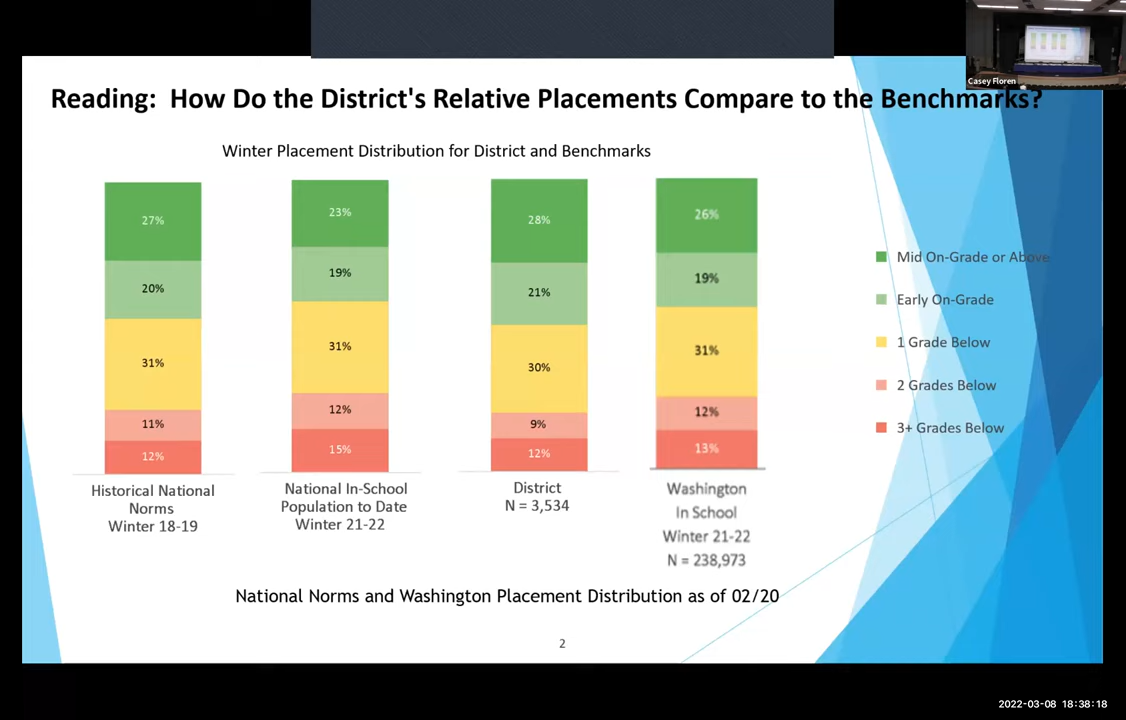 Casey Floren
Reading: How Do the District's Relative Placements Compare to the Benchmarks?
Winter Placement Distribution for District and Benchmarks
27%
20%
31%
11%
12%
Historical National
Norms
Winter 18-19
23%
19%
31%
12%
15%
National In-School
Population to Date
Winter 21-22
28%
21%
30%
9%
12%
District
N = 3,534
26%
19%
31%
12%
13%
Washington
In School
Winter 21-22
N = 238,973
Mid On-Grade or Above
Early On-Grade
1 Grade Below
2 Grades Below
3+ Grades Below
National Norms and Washington Placement Distribution as of 02/20
2
2022-03-08 18:38:18